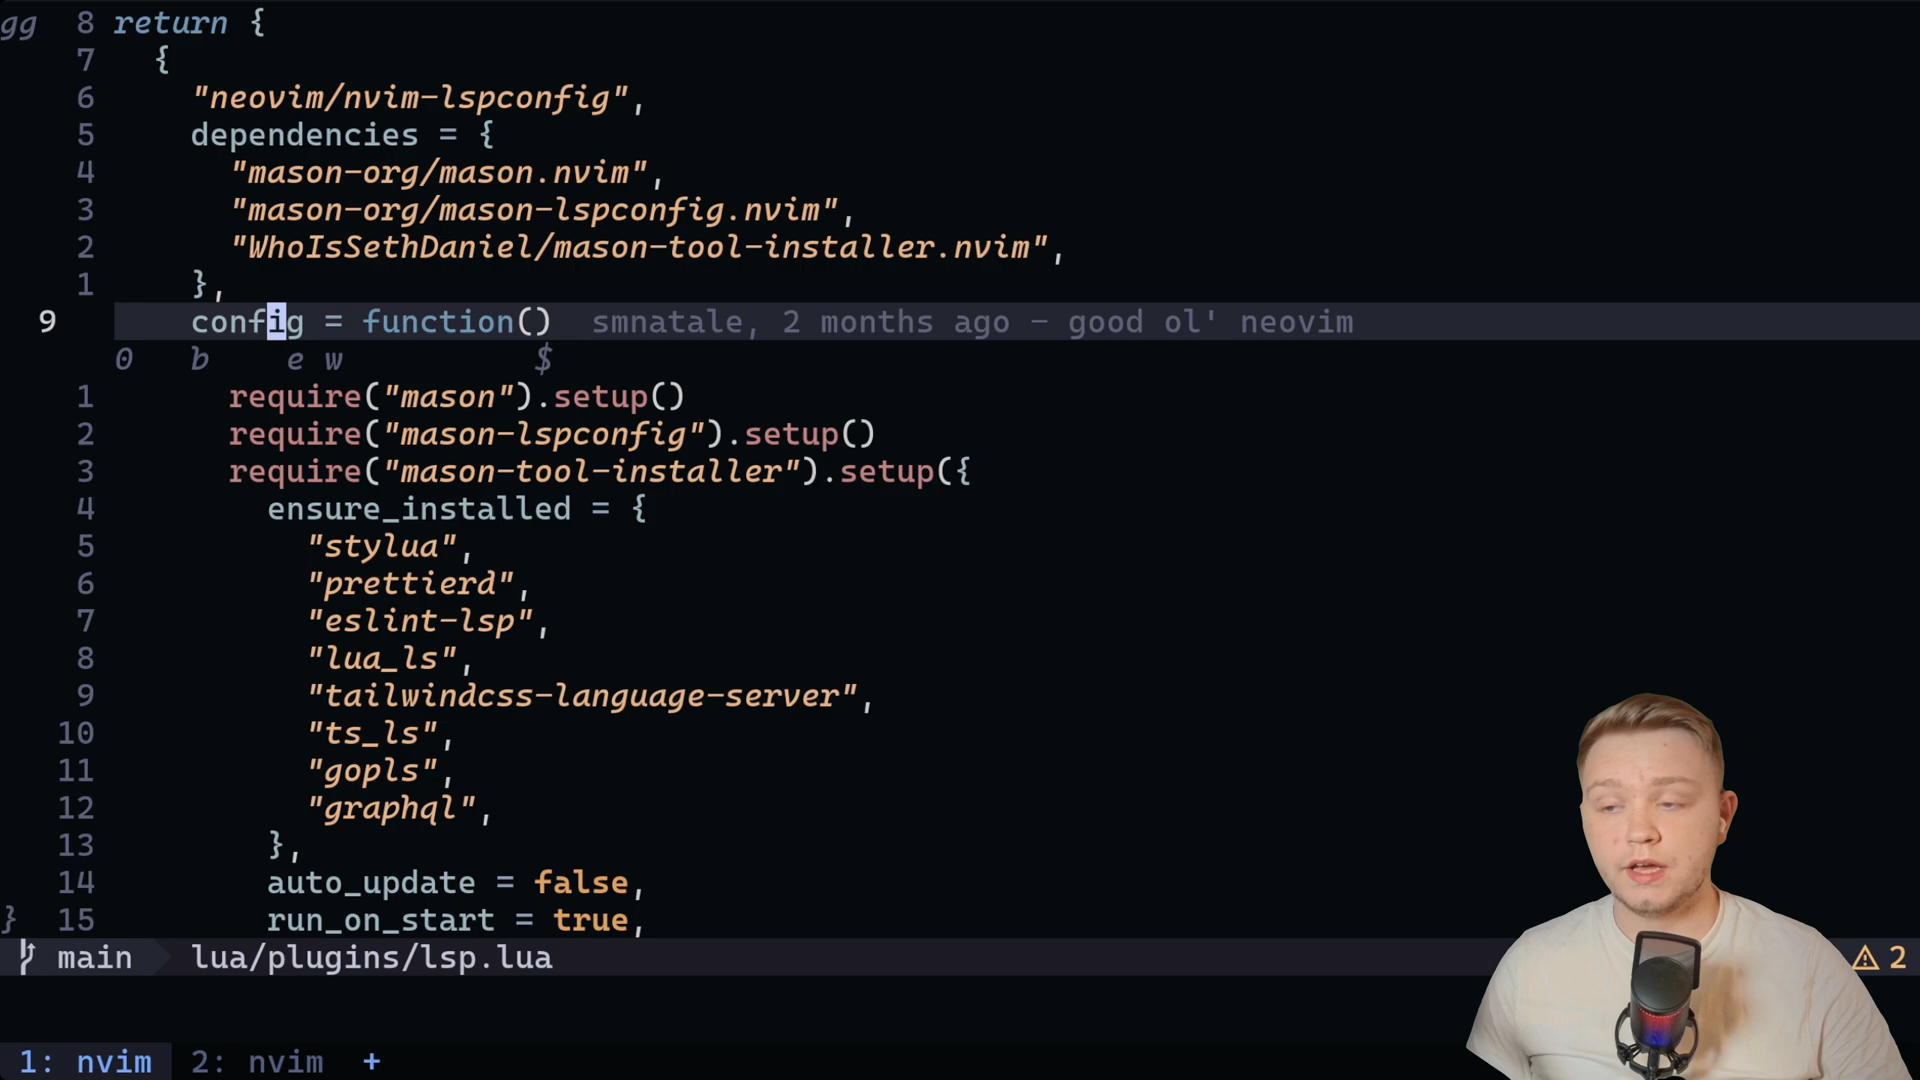 gg 8 return {
7 {
6 "neovim/nvim-lspconfig",
5 dependencies = {
4 "mason-org/mason.nvim",
3 "mason-org/mason-lspconfig.nvim",
2 "WhoIsSethDaniel/mason-tool-installer.nvim",
1 },
9 config = function() smnatale, 2 months ago - good ol' neovim
0 b e w $
1 require("mason").setup()
2 require("mason-lspconfig").setup()
3 require("mason-tool-installer").setup({
4 ensure_installed = {
5 "stylua",
6 "prettierd",
7 "eslint-lsp",
8 "lua_ls",
9 "tailwindcss-language-server",
10 "ts_ls",
11 "gopls",
12 "graphql",
13 },
14 auto_update = false,
} 15 run_on_start = true,
main lua/plugins/lsp.lua ⚠ 2
1: nvim 2: nvim +